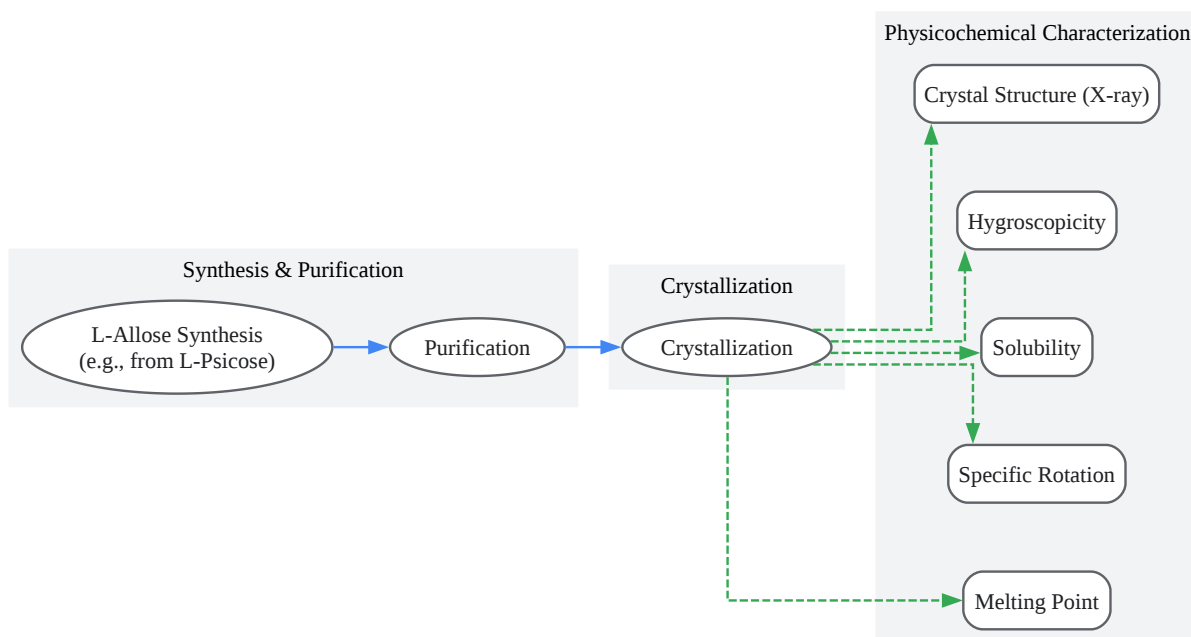 Physicochemical Characterization
Crystal Structure (X-ray)
Hygroscopicity
Synthesis & Purification
Crystallization
L-Allose Synthesis
(e.g., from L-Psicose)
Purification
Crystallization
Solubility
Specific Rotation
Melting Point